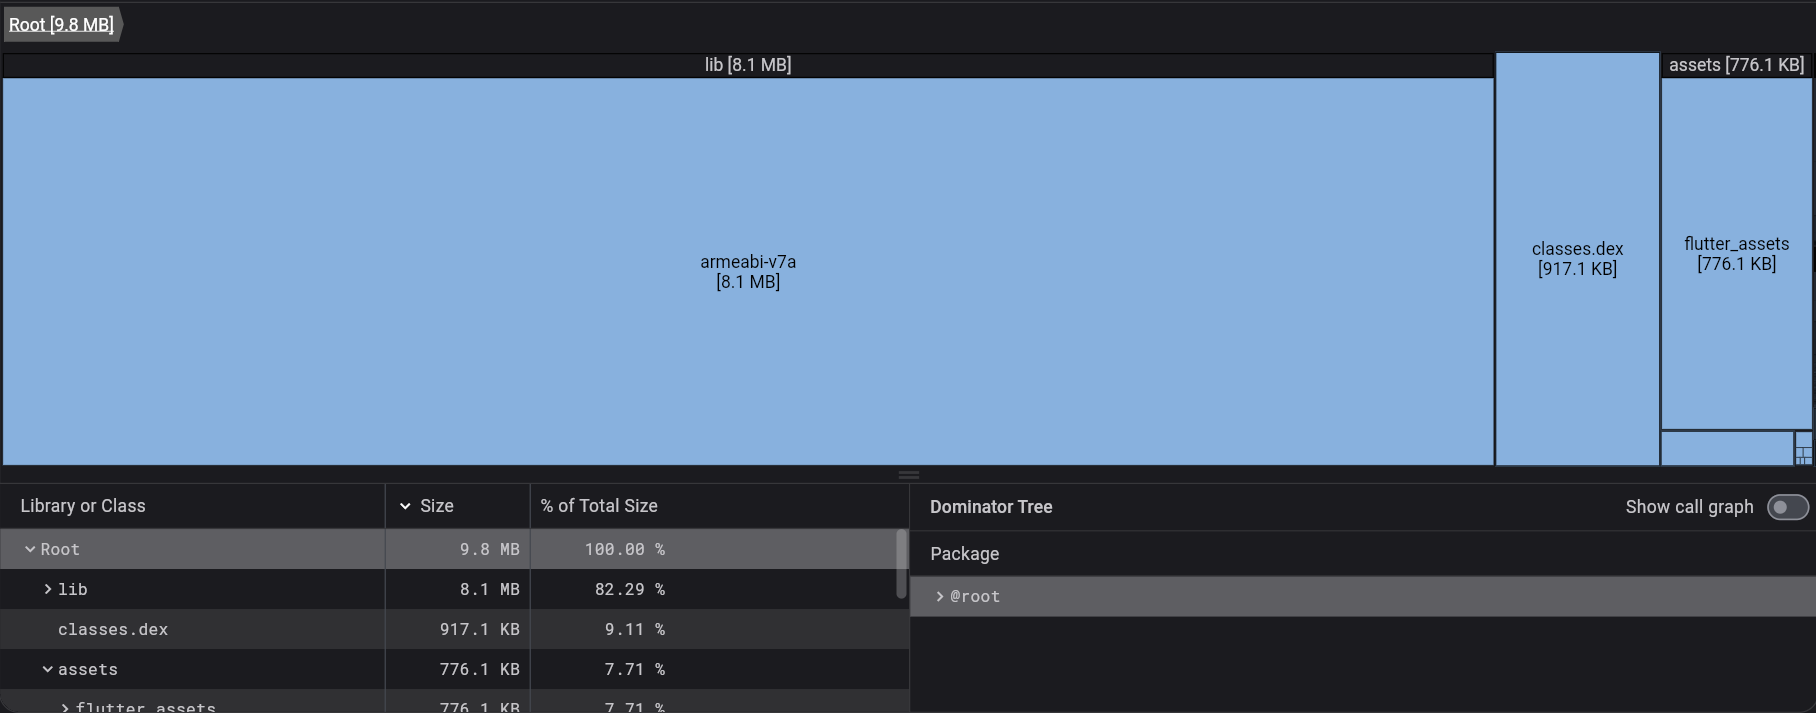 Root [9.8 MB]
lib [8.1 MB]
assets [776.1 KB]
armeabi-v7a
[8.1 MB]
classes.dex
[917.1 KB]
flutter_assets
[776.1 KB]
Library or Class Size % of Total Size
Root 9.8 MB 100.00 %
lib 8.1 MB 82.29 %
classes.dex 917.1 KB 9.11 %
assets 776.1 KB 7.71 %
flutter_assets 776.1 KB 7.71 %
Dominator Tree Show call graph
Package
@root